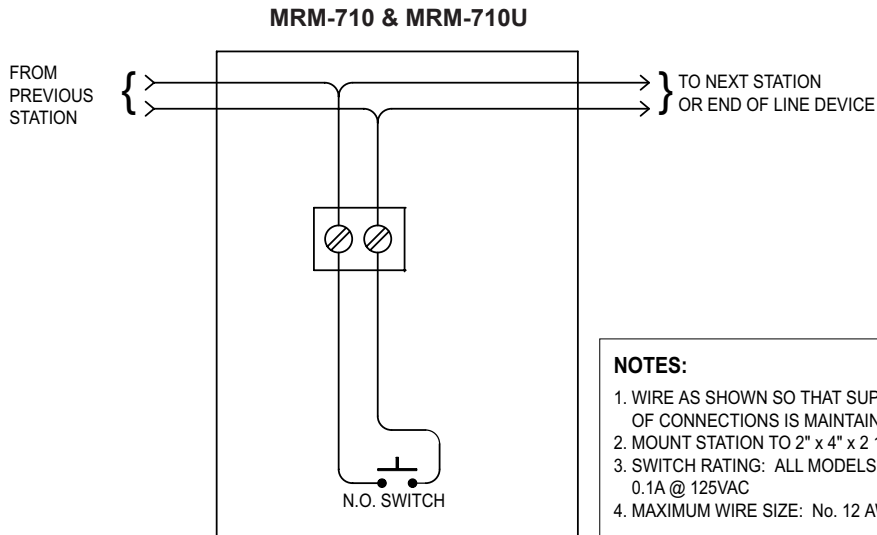 MRM-710 & MRM-710U
FROM
PREVIOUS
STATION
TO NEXT STATION
OR END OF LINE DEVICE
N.O. SWITCH
NOTES:
1. WIRE AS SHOWN SO THAT
OF CONNECTIONS IS
2. MOUNT STATION TO 2" x 4" x 2
3. SWITCH RATING: ALL MODELS
0.1A @ 125VAC
4. MAXIMUM WIRE SIZE: No. 12